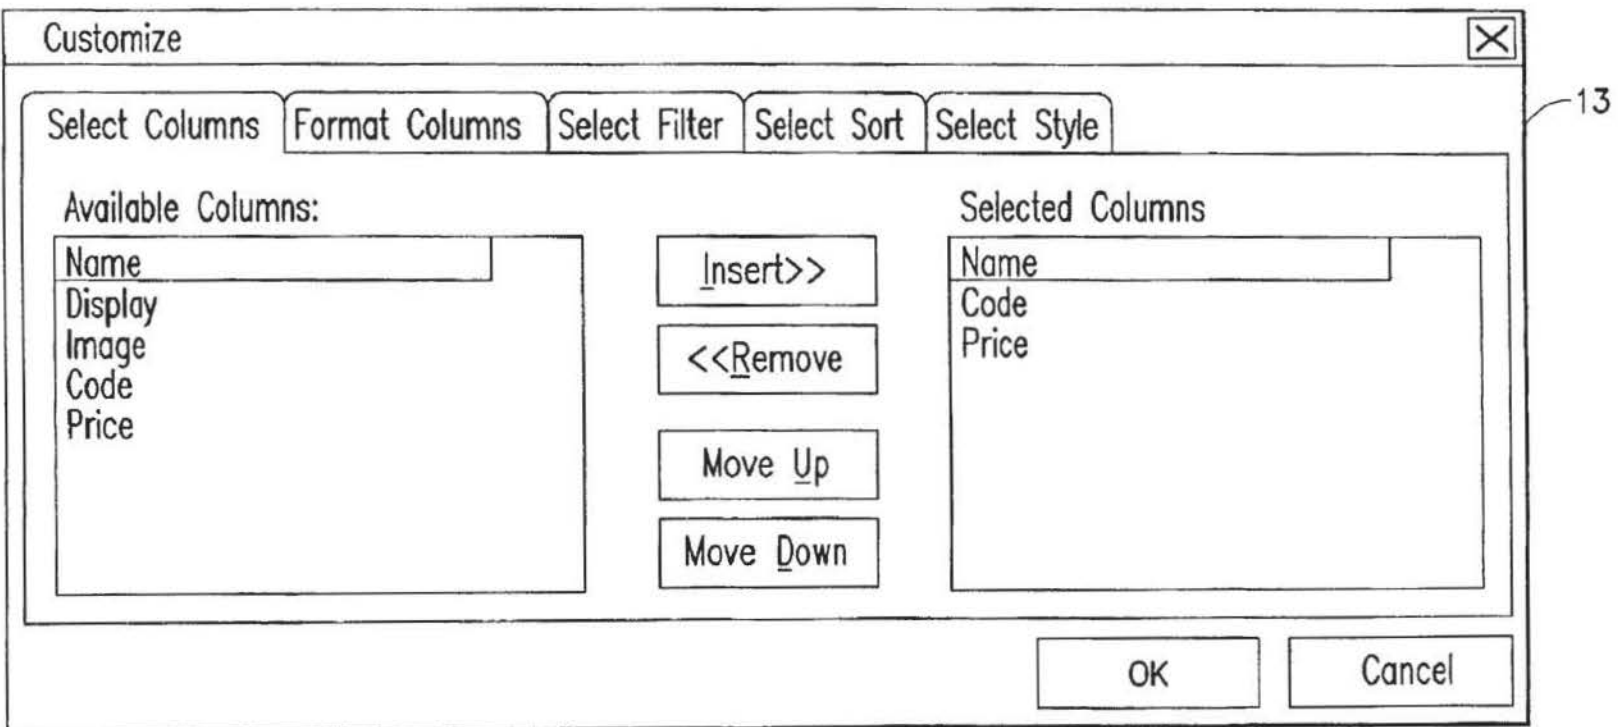 Customize
13
Select Columns
Format Columns
Select Filter
Select Sort
Select Style
Available Columns:
Name
Display
Image
Code
Price
Insert>>
<<Remove
Move Up
Move Down
Selected Columns
Name
Code
Price
OK
Cancel